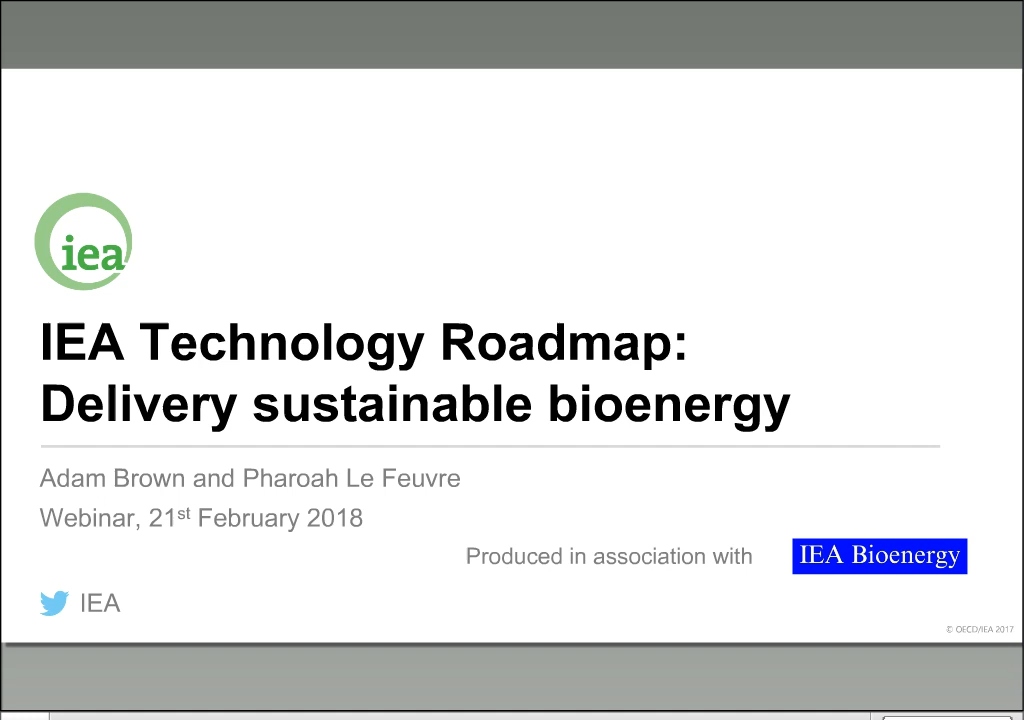 iea
IEA Technology Roadmap:
Delivery sustainable bioenergy
Adam Brown and Pharoah Le Feuvre
Webinar, 21st February 2018
Produced in association with
IEA Bioenergy
IEA
© OECD/IEA 2017